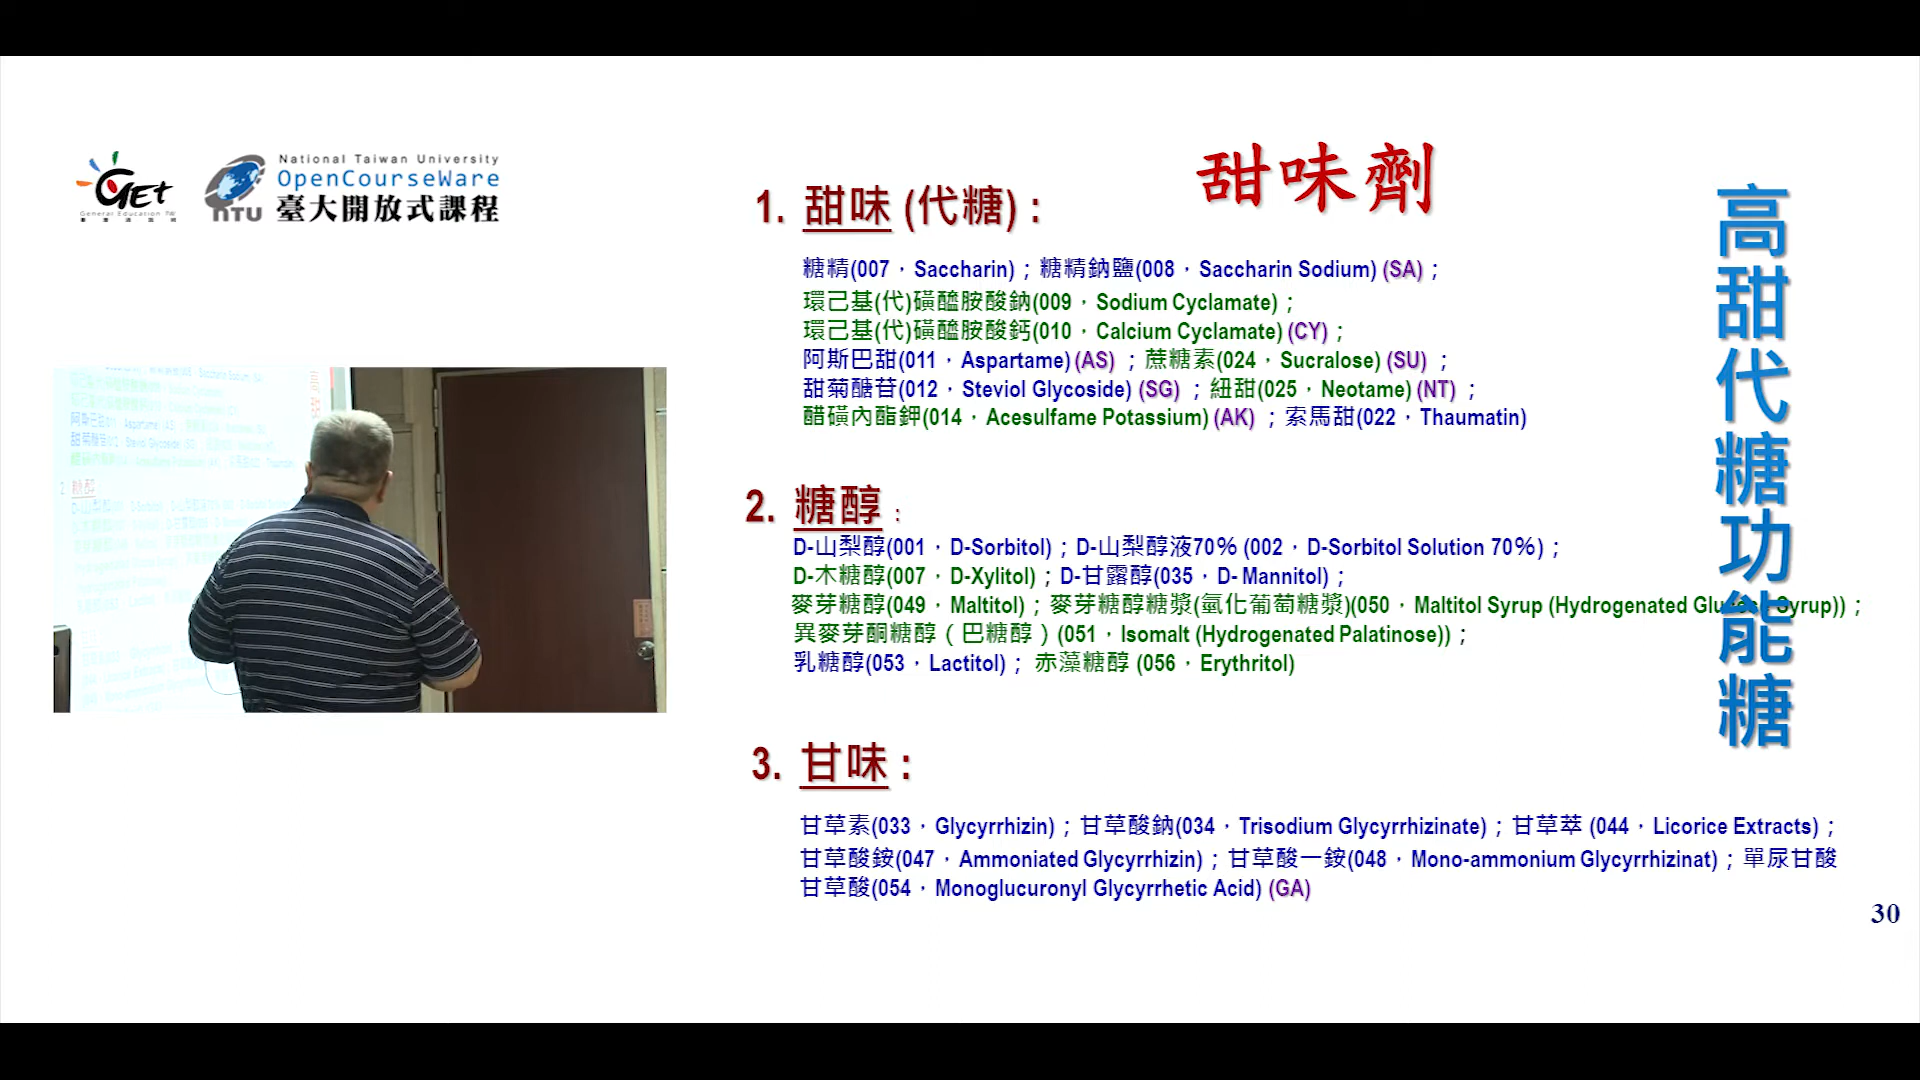 GET
General Education TW
National Taiwan University
OpenCourseWare
NTU
臺大開放式課程
甜味劑
1. 甜味 (代糖) :
糖精(007，Saccharin)；糖精鈉鹽(008，Saccharin Sodium) (SA)；
環己基(代)磺醯胺酸鈉(009，Sodium Cyclamate)；
環己基(代)磺醯胺酸鈣(010，Calcium Cyclamate) (CY)；
阿斯巴甜(011，Aspartame) (AS) ；蔗糖素(024，Sucralose) (SU) ；
甜菊醣苷(012，Steviol Glycoside) (SG) ；紐甜(025，Neotame) (NT) ；
醋磺內酯鉀(014，Acesulfame Potassium) (AK) ；索馬甜(022，Thaumatin)
2. 糖醇 :
D-山梨醇(001，D-Sorbitol)；D-山梨醇液70% (002，D-Sorbitol Solution 70%)；
D-木糖醇(007，D-Xylitol)；D-甘露醇(035，D- Mannitol)；
麥芽糖醇(049，Maltitol)；麥芽糖醇糖漿(氫化葡萄糖漿)(050，Maltitol Syrup (Hydrogenated Glucose Syrup))；
異麥芽酮糖醇（巴糖醇）(051，Isomalt (Hydrogenated Palatinose))；
乳糖醇(053，Lactitol)； 赤藻糖醇 (056，Erythritol)
3. 甘味 :
甘草素(033，Glycyrrhizin)；甘草酸鈉(034，Trisodium Glycyrrhizinate)；甘草萃 (044，Licorice Extracts)；
甘草酸銨(047，Ammoniated Glycyrrhizin)；甘草酸一銨(048，Mono-ammonium Glycyrrhizinat)；單尿甘酸
甘草酸(054，Monoglucuronyl Glycyrrhetic Acid) (GA)
高甜代糖功能糖
30